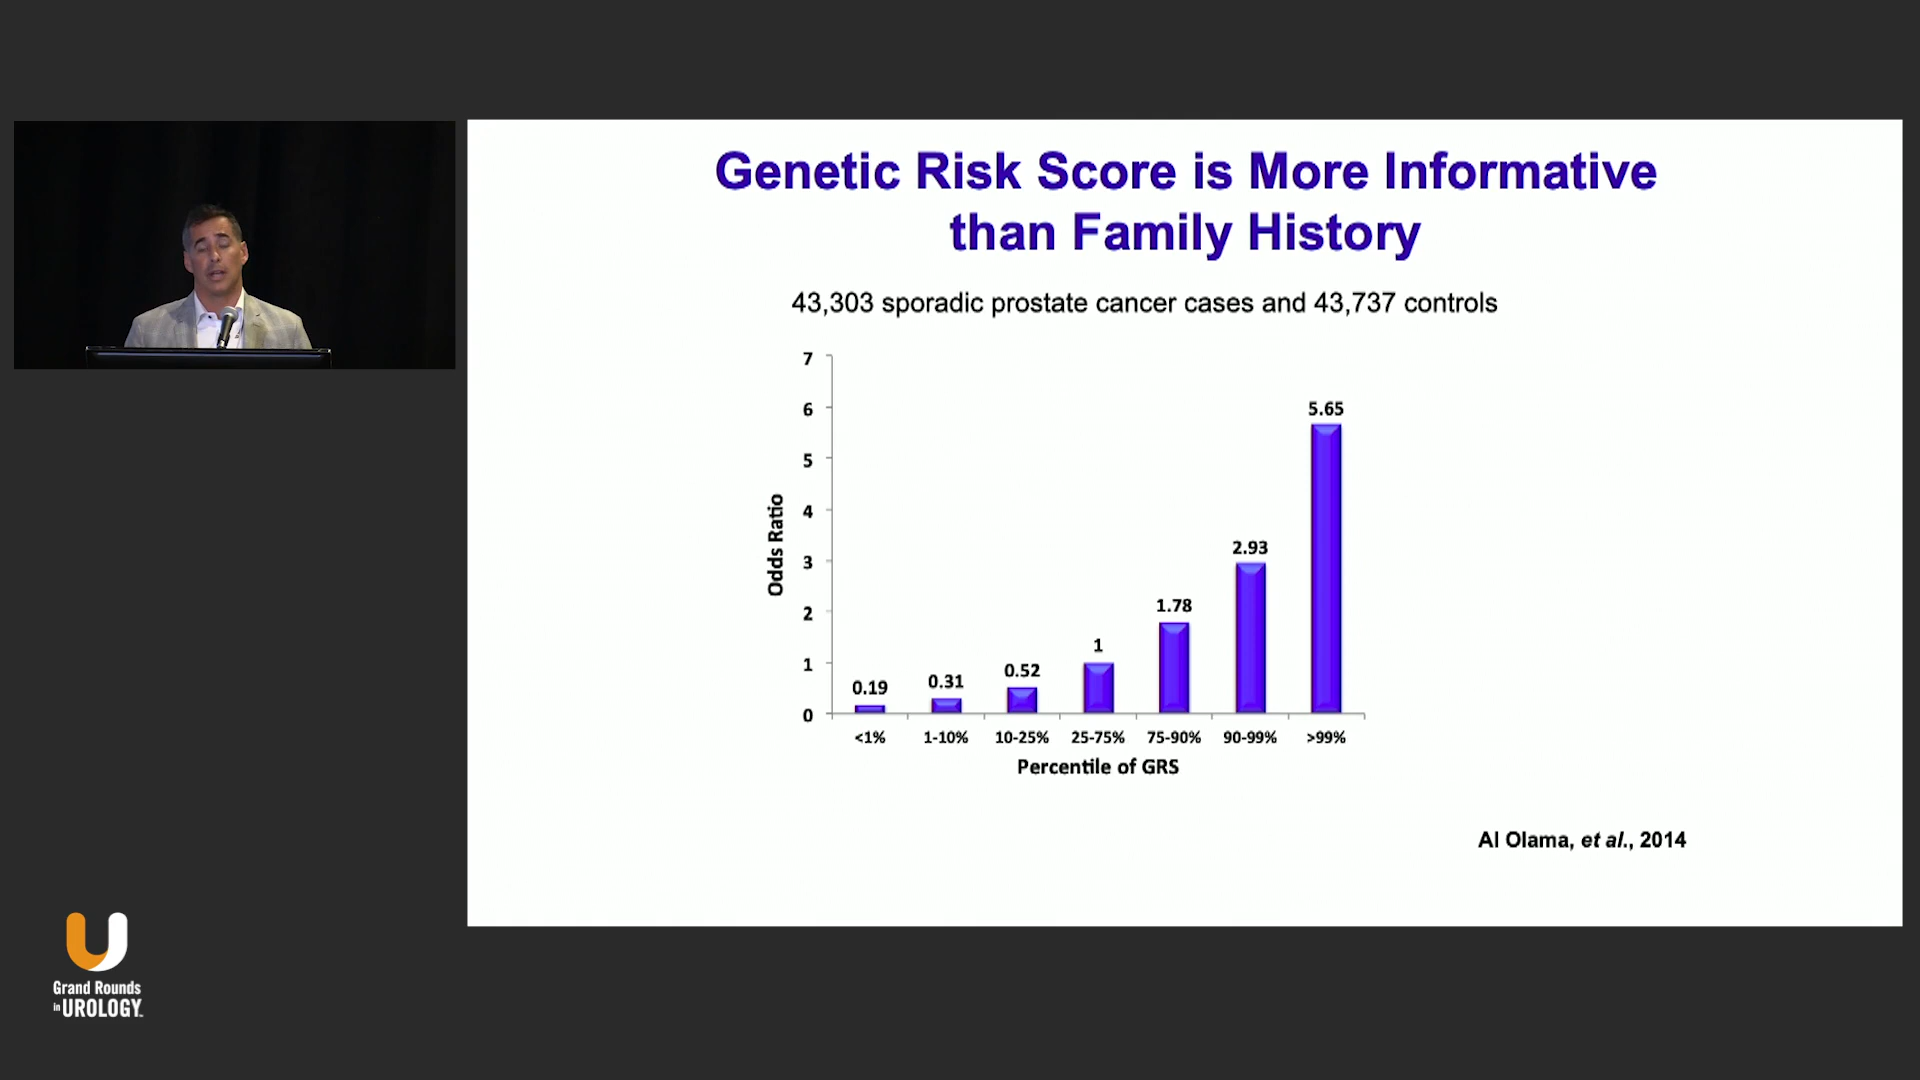 Genetic Risk Score is More Informative
than Family History
43,303 sporadic prostate cancer cases and 43,737 controls
7
6
5
4
3
2
1
0
Odds Ratio
0.19
0.31
0.52
1
1.78
2.93
5.65
<1%
1-10%
10-25%
25-75%
75-90%
90-99%
>99%
Percentile of GRS
Al Olama, et al., 2014
Grand Rounds
in UROLOGY